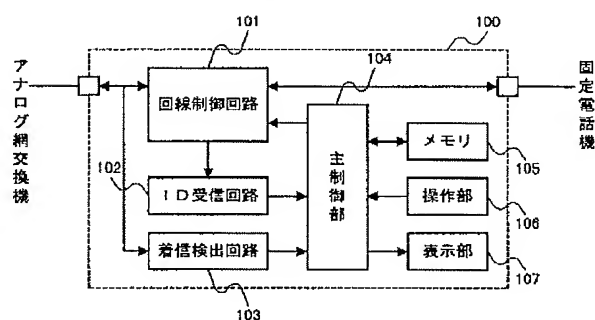 101
100
104
アナログ網交換機
回線制御回路
主制御部
固定電話機
メモリ
105
102
ID受信回路
操作部
106
着信検出回路
表示部
107
103